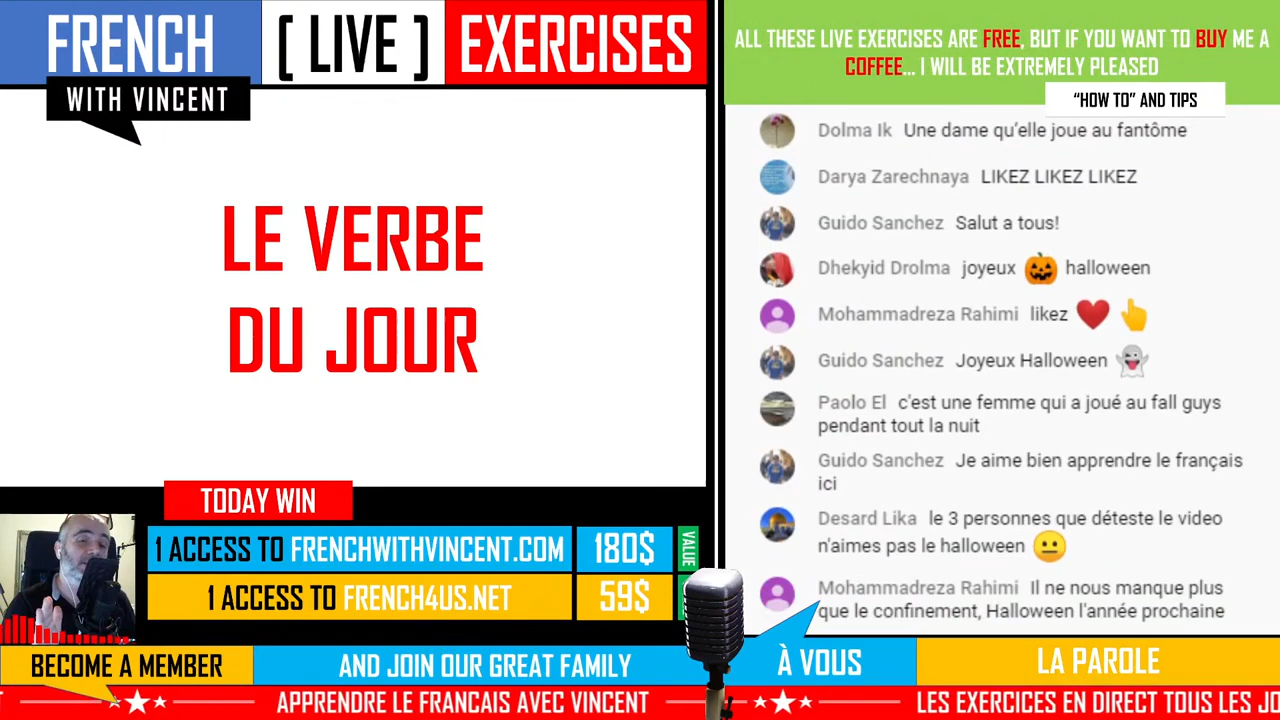 FRENCH
[ LIVE ]
EXERCISES
WITH VINCENT
ALL THESE LIVE EXERCISES ARE FREE, BUT IF YOU WANT TO BUY ME A
COFFEE... I WILL BE EXTREMELY PLEASED
“HOW TO” AND TIPS
LE VERBE
DU JOUR
Dolma Ik Une dame qu’elle joue au fantôme
Darya Zarechnaya LIKEZ LIKEZ LIKEZ
Guido Sanchez Salut a tous!
Dhekyid Drolma joyeux 🎃 halloween
Mohammadreza Rahimi likez ❤️ 👆
Guido Sanchez Joyeux Halloween 👻
Paolo El c'est une femme qui a joué au fall guys
pendant tout la nuit
Guido Sanchez Je aime bien apprendre le français
ici
Desard Lika le 3 personnes que déteste le video
n'aimes pas le halloween 😐
Mohammadreza Rahimi Il ne nous manque plus
que le confinement, Halloween l'année prochaine
TODAY WIN
1 ACCESS TO FRENCHWITHVINCENT.COM 180$
VALUE
1 ACCESS TO FRENCH4US.NET 59$
BECOME A MEMBER
AND JOIN OUR GREAT FAMILY
À VOUS
LA PAROLE
APPRENDRE LE FRANCAIS AVEC VINCENT
LES EXERCICES EN DIRECT TOUS LES JO